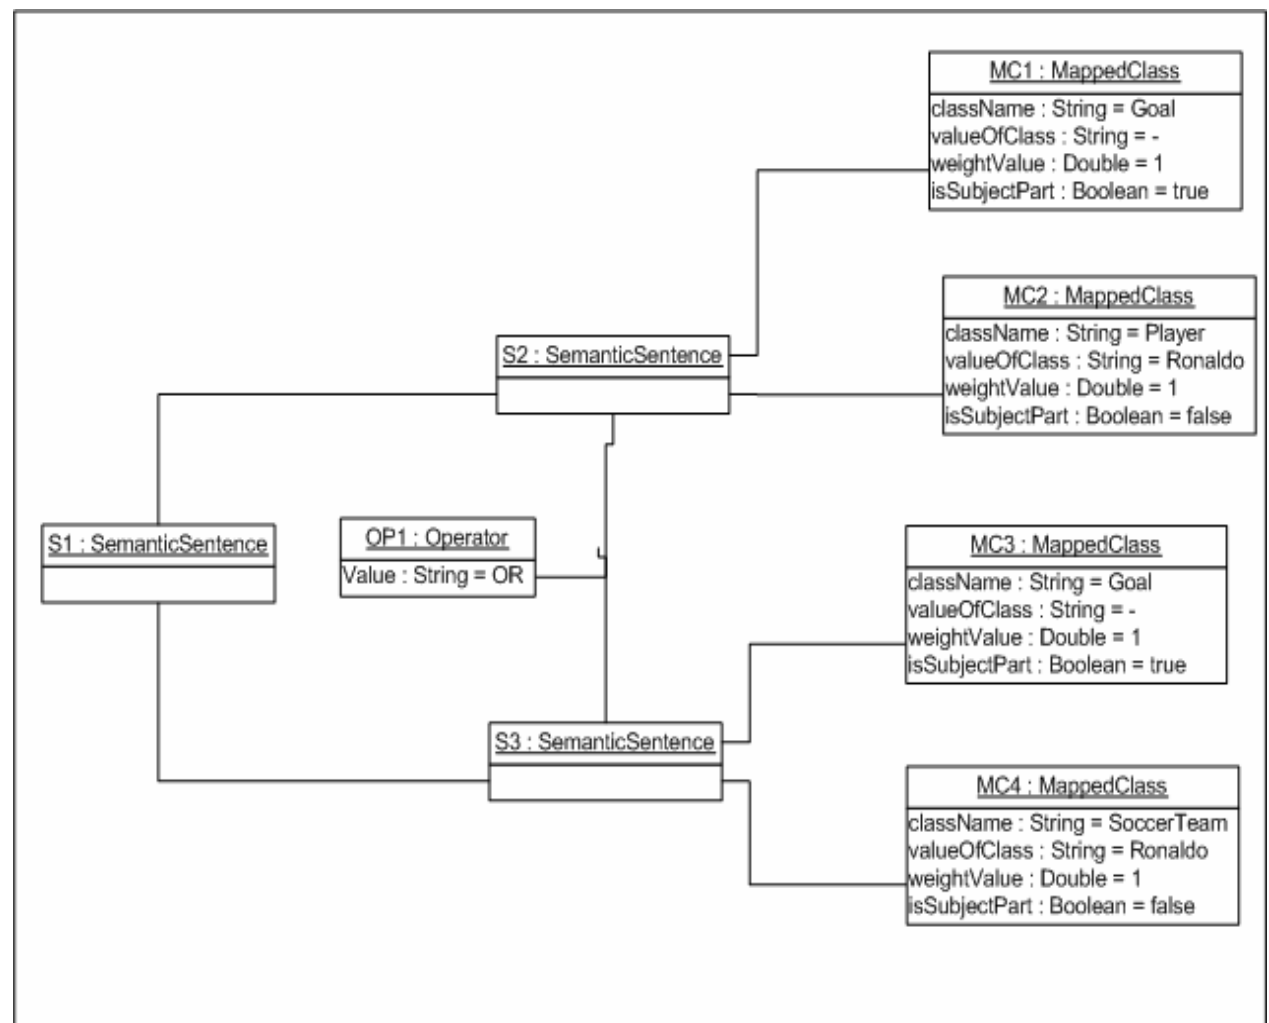 MC1 : MappedClass
className : String = Goal
valueOfClass : String = -
weightValue : Double = 1
isSubjectPart : Boolean = true
MC2 : MappedClass
className : String = Player
valueOfClass : String = Ronaldo
weightValue : Double = 1
isSubjectPart : Boolean = false
S2 : SemanticSentence
S1 : SemanticSentence
OP1 : Operator
Value : String = OR
MC3 : MappedClass
className : String = Goal
valueOfClass : String = -
weightValue : Double = 1
isSubjectPart : Boolean = true
S3 : SemanticSentence
MC4 : MappedClass
className : String = SoccerTeam
valueOfClass : String = Ronaldo
weightValue : Double = 1
isSubjectPart : Boolean = false